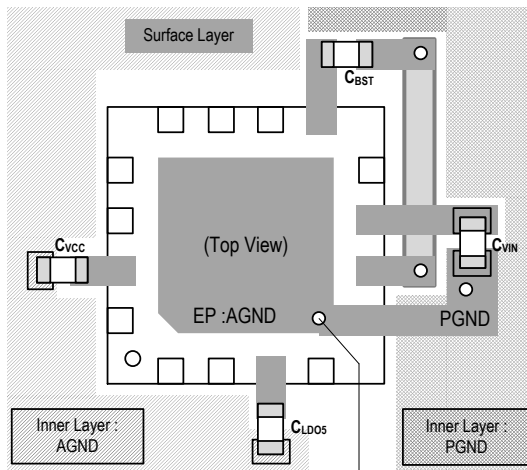 Surface Layer
CBST
CVCC
(Top View)
CVIN
EP :AGND
PGND
CLDO5
Inner Layer :
AGND
Inner Layer :
PGND